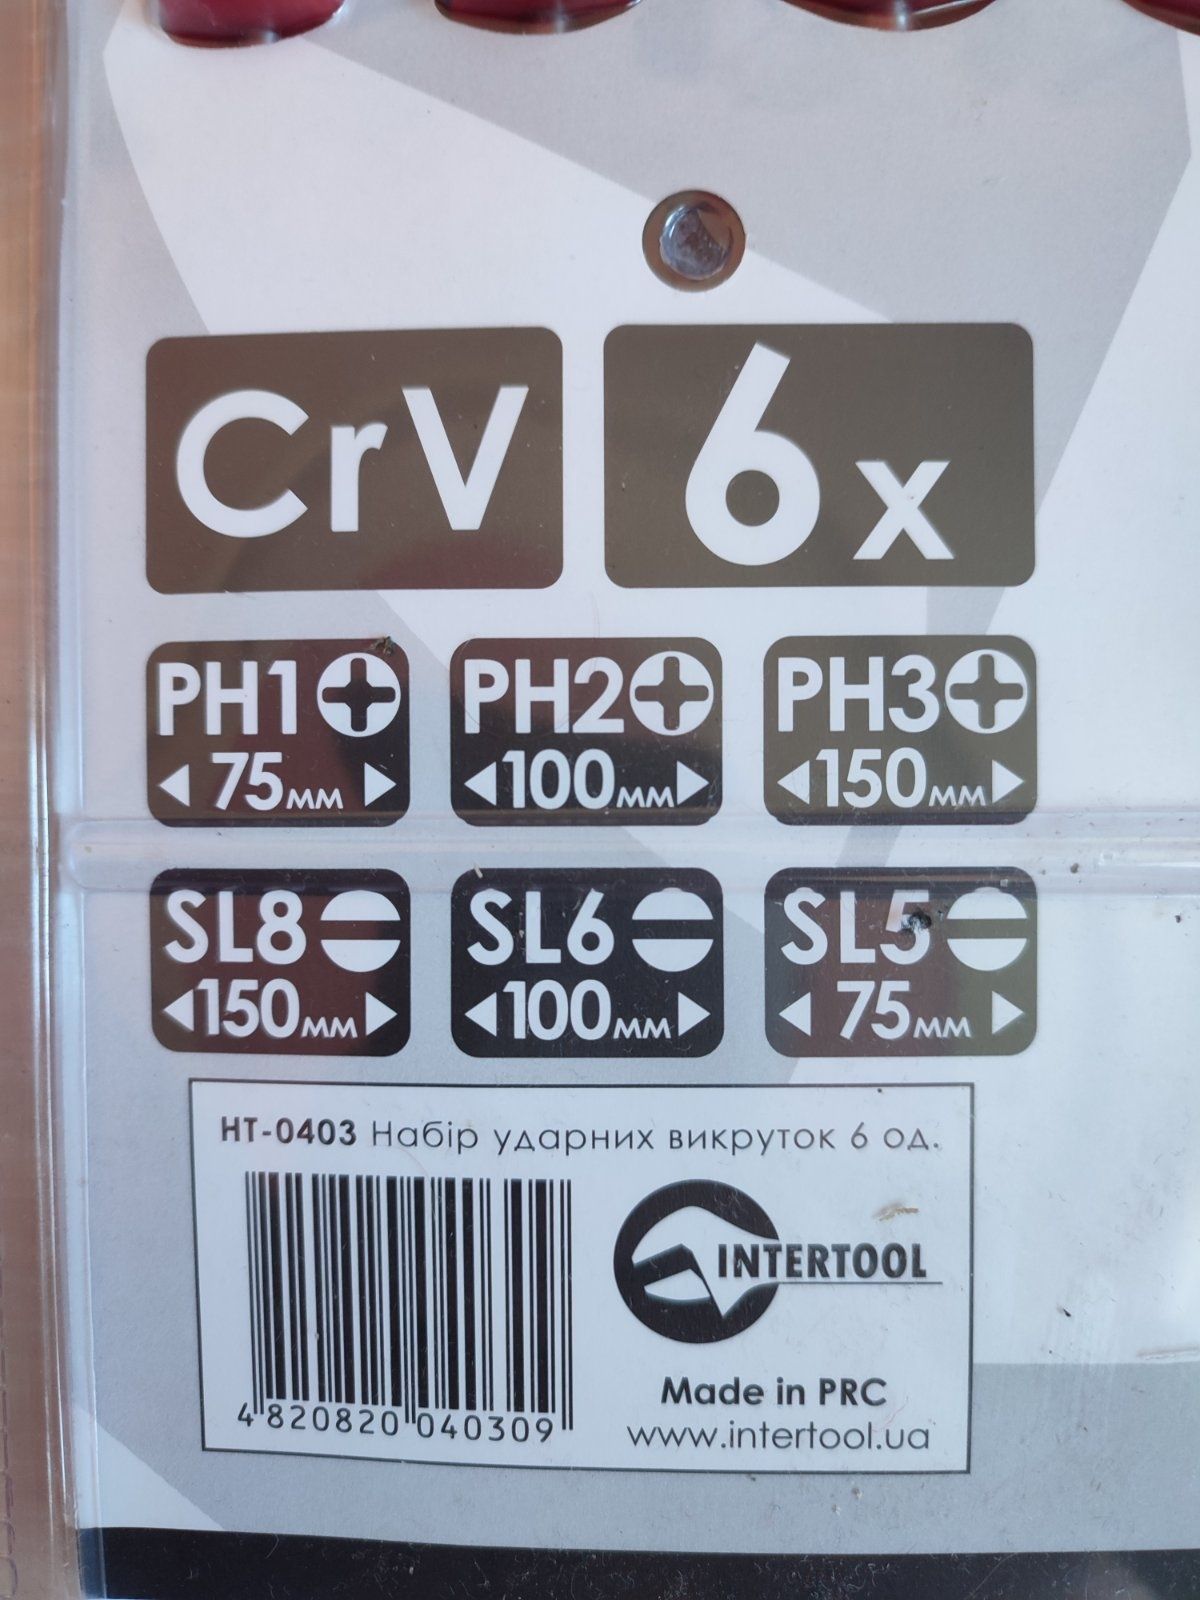 CrV
6x
PH1
75мм
PH2
100мм
PH3
150мм
SL8
150мм
SL6
100мм
SL5
75мм
HT-0403 Набір ударних викруток 6 од.
4 820820 040309
INTERTOOL
Made in PRC
www.intertool.ua